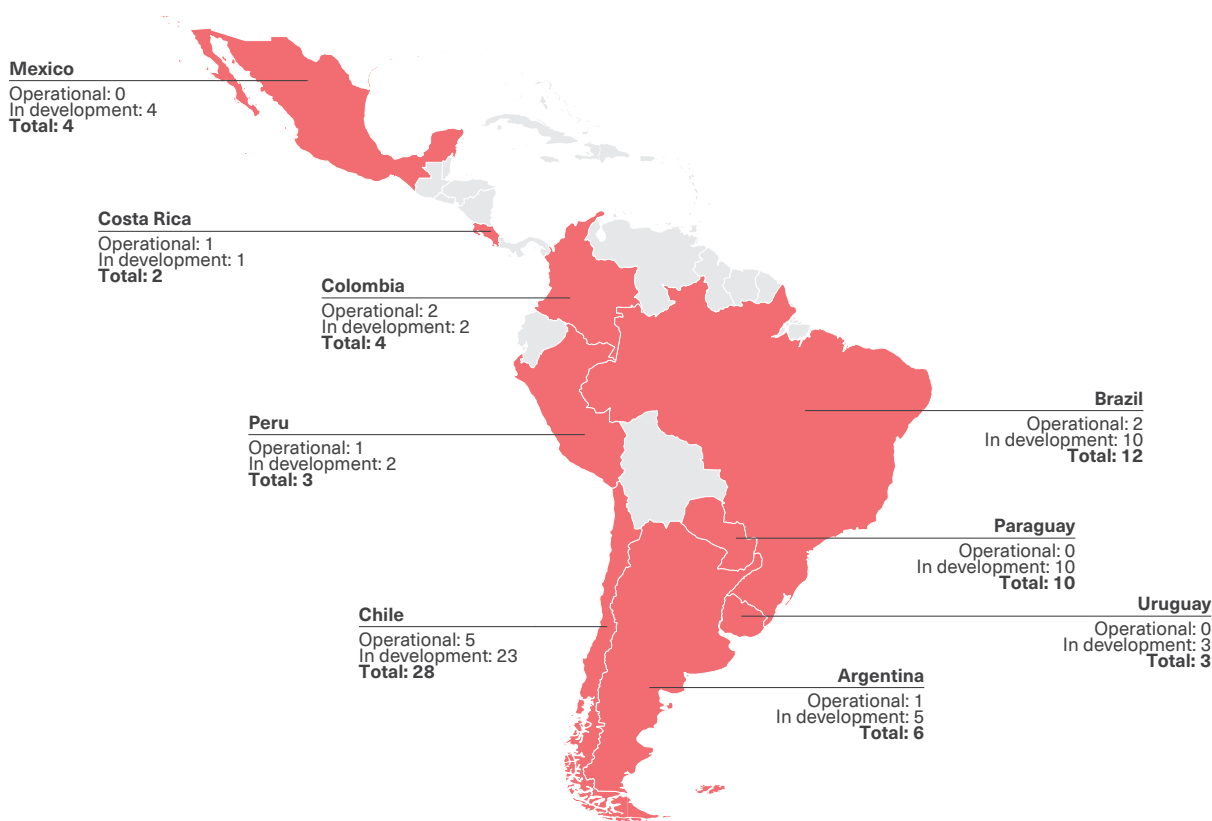 Mexico
Operational: 0
In development: 4
Total: 4
Costa Rica
Operational: 1
In development: 1
Total: 2
Colombia
Operational: 2
In development: 2
Total: 4
Brazil
Operational: 2
In development: 10
Total: 12
Peru
Operational: 1
In development: 2
Total: 3
Paraguay
Operational: 0
In development: 10
Total: 10
Uruguay
Operational: 0
In development: 3
Total: 3
Chile
Operational: 5
In development: 23
Total: 28
Argentina
Operational: 1
In development: 5
Total: 6